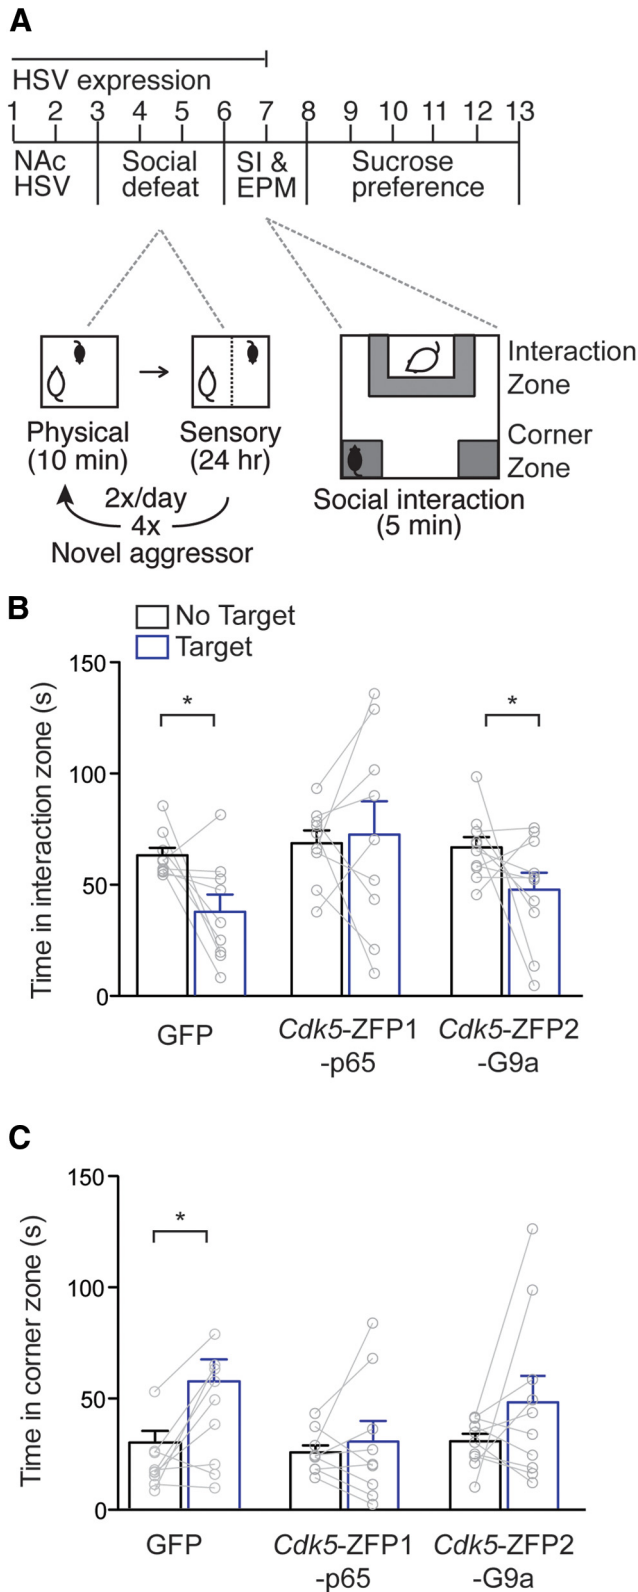 A
HSV expression
1 2 3 4 5 6 7 8 9 10 11 12 13
NAc HSV
Social defeat
SI & EPM
Sucrose preference
Physical (10 min)
Sensory (24 hr)
2x/day
4x
Novel aggressor
Interaction Zone
Corner Zone
Social interaction
(5 min)
B
No Target
Target
Time in interaction zone (s)
150
100
50
0
*
*
GFP
Cdk5-ZFP1
-p65
Cdk5-ZFP2
-G9a
C
Time in corner zone (s)
150
100
50
0
*
GFP
Cdk5-ZFP1
-p65
Cdk5-ZFP2
-G9a